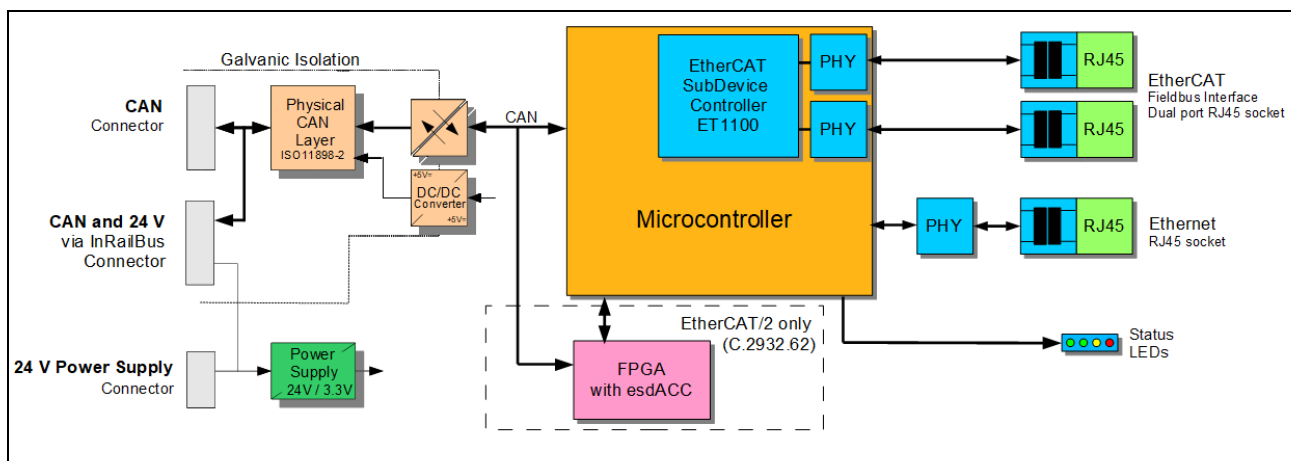 Galvanic Isolation
CAN
Connector
Physical
CAN
Layer
ISO11898-2
+5V=
DC/DC
Converter
+5V=
CAN and 24 V
via InRailBus
Connector
24 V Power Supply
Connector
Power
Supply
24V / 3.3V
CAN
EtherCAT
SubDevice
Controller
ET1100
PHY
PHY
Microcontroller
RJ45
RJ45
EtherCAT
Fieldbus Interface
Dual port RJ45 socket
PHY
RJ45
Ethernet
RJ45 socket
EtherCAT/2 only
(C.2932.62)
FPGA
with esdACC
Status
LEDs